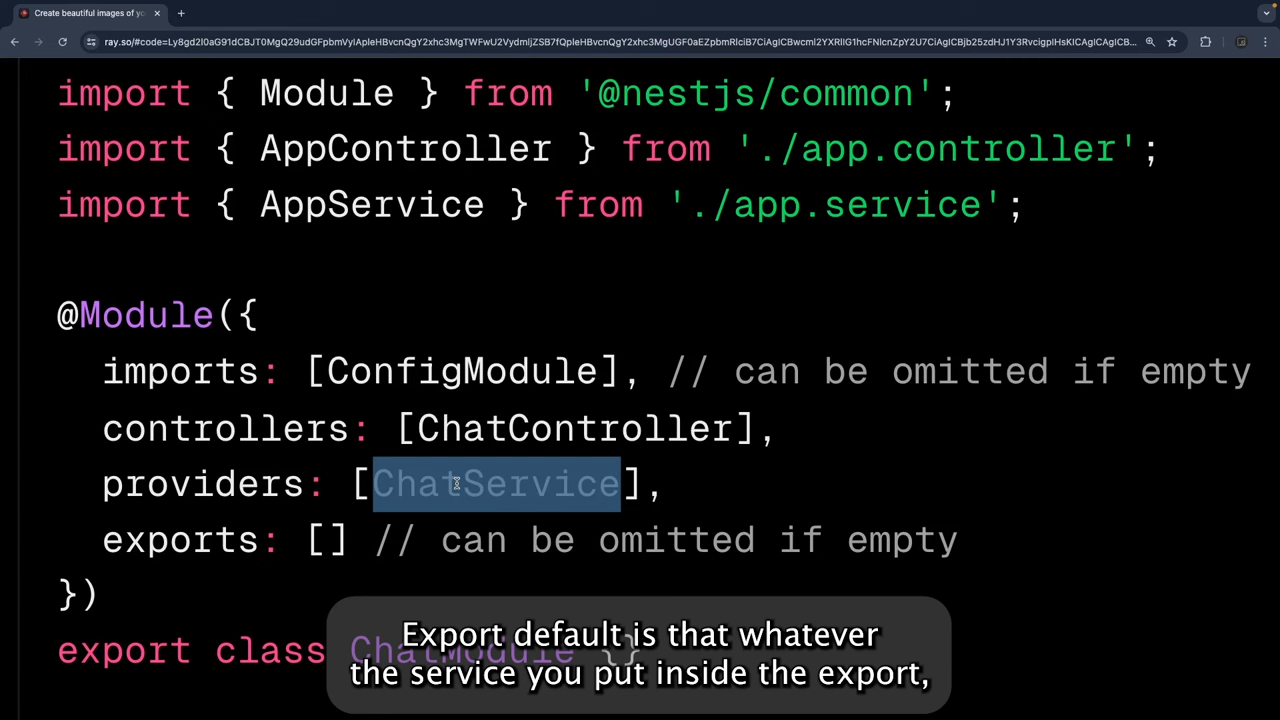 Create beautiful images of yo
ray.so/#code=Ly8gd2l0aG91dCBJT0MgQ29udGFpbmVyIApleHBvcnQgY2xhc3MgTWFwU2VydmljZSB7fQpleHBvcnQgY2xhc3MgUGF0aEZpbmRlciB7CiAgICBwcml2YXRlIG1hcFNlcnZpY2U7CiAgICBjb25zdHJ1Y3RvcigpIHsKICAgICAgICB...
import { Module } from '@nestjs/common';
import { AppController } from './app.controller';
import { AppService } from './app.service';
@Module({
imports: [ConfigModule], // can be omitted if empty
controllers: [ChatController],
providers: [ChatService],
exports: [] // can be omitted if empty
})
export class ChatModule {}
Export default is that whatever
the service you put inside the export,